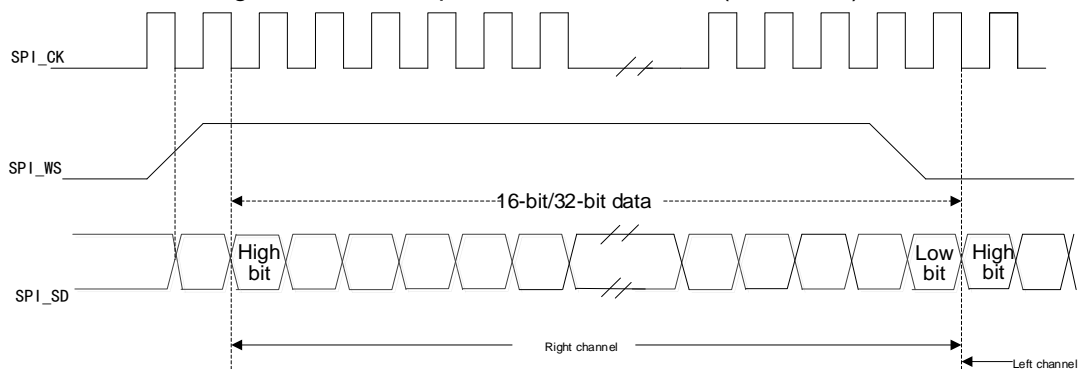 SPI_CK
SPI_WS
16-bit/32-bit data
High
bit
Low
bit
High
bit
SPI_SD
Right channel
Left channel